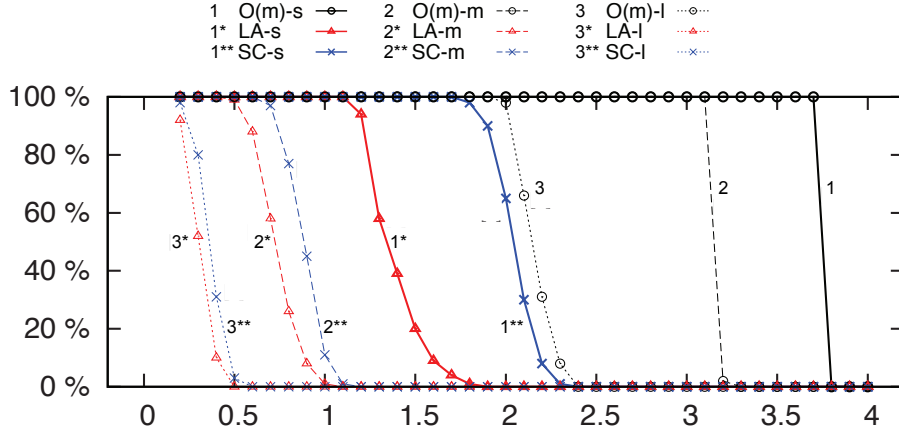 1 O(m)-s 2 O(m)-m 3 O(m)-l
1* LA-s 2* LA-m 3* LA-l
1** SC-s 2** SC-m 3** SC-l
100 %
80 %
3 2 1
60 %
3* 2* 1*
40 %
3** 2** 1**
20 %
0 %
0 0.5 1 1.5 2 2.5 3 3.5 4